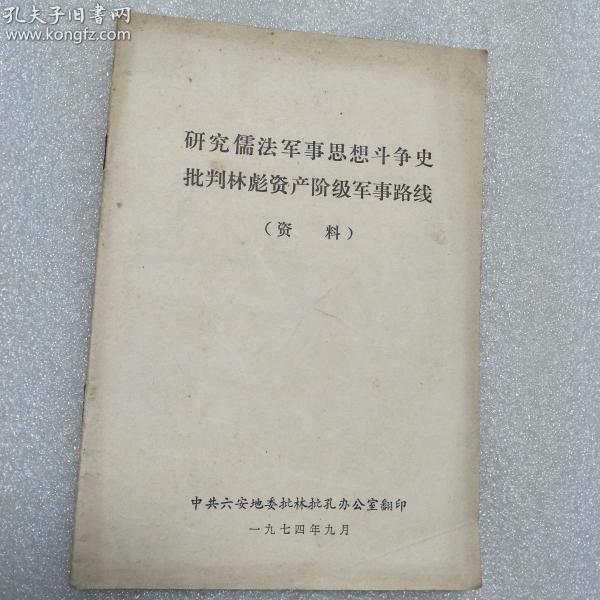 孔夫子旧书网
www.kongfz.com
研究儒法军事思想斗争史
批判林彪资产阶级军事路线
（资 料）
中共六安地委批林批孔办公室翻印
一九七四年九月